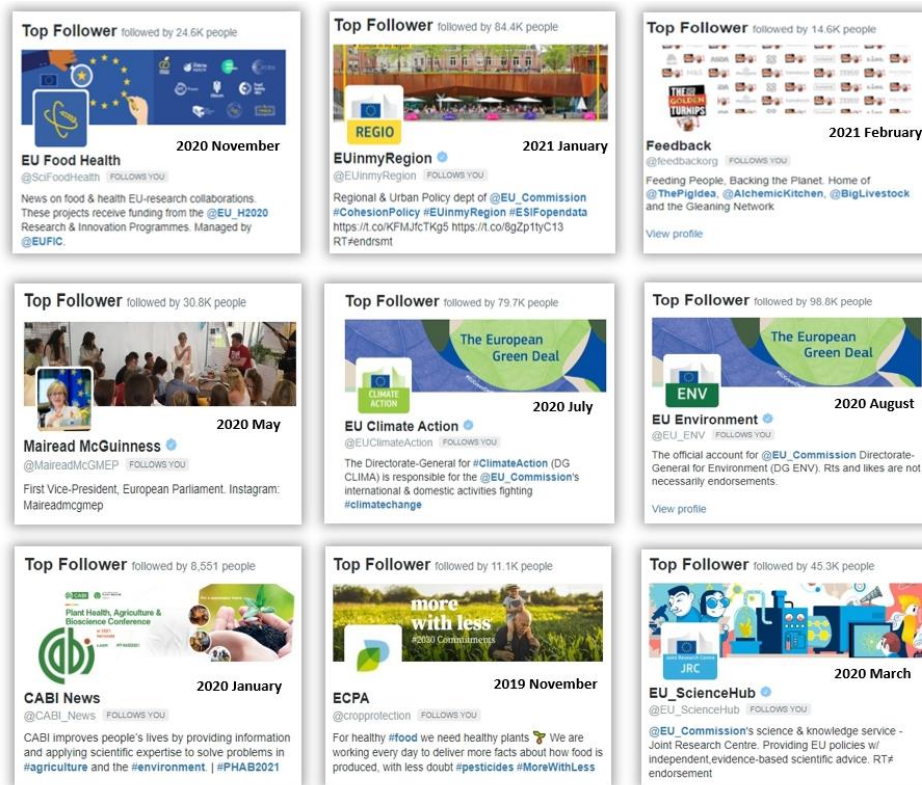 Top Follower followed by 24.6K people
2020 November
EU Food Health
@SciFoodHealth FOLLOWS YOU
News on food & health EU-research collaborations.
These projects receive funding from the @EU_H2020
Research & Innovation Programmes. Managed by
@EUFIC.
Top Follower followed by 84.4K people
REGIO
2021 January
EUinmyRegion
@EUinmyRegion FOLLOWS YOU
Regional & Urban Policy dept of @EU_Commission
#CohesionPolicy #EUinmyRegion #ESIFopendata
https://t.co/KFMJfcTKg5 https://t.co/8gZp1tyC13
RT≠endrsmt
Top Follower followed by 14.6K people
THE
GOLDEN
TURNIPS
2021 February
Feedback
@feedbackorg FOLLOWS YOU
Feeding People, Backing the Planet. Home of
@ThePigIdea, @AlchemicKitchen, @BigLivestock
and the Gleaning Network
View profile
Top Follower followed by 30.8K people
2020 May
Mairead McGuinness
@MaireadMcGMEP FOLLOWS YOU
First Vice-President, European Parliament. Instagram:
Maireadmcgmep
Top Follower followed by 79.7K people
The European
Green Deal
CLIMATE
ACTION
2020 July
EU Climate Action
@EUClimateAction FOLLOWS YOU
The Directorate-General for #ClimateAction (DG
CLIMA) is responsible for the @EU_Commission's
international & domestic activities fighting
#climatechange
Top Follower followed by 98.8K people
The European
Green Deal
ENV
2020 August
EU Environment
@EU_ENV FOLLOWS YOU
The official account for @EU_Commission Directorate-
General for Environment (DG ENV). Rts and likes are not
necessarily endorsements.
View profile
Top Follower followed by 8,551 people
CABI
Plant Health, Agriculture &
Bioscience Conference
#PHAB2021
cabi
2020 January
CABI News
@CABI_News FOLLOWS YOU
CABI improves people's lives by providing information
and applying scientific expertise to solve problems in
#agriculture and the #environment. | #PHAB2021
Top Follower followed by 11.1K people
more
with less
#2030 Commitments
2019 November
ECPA
@cropprotection FOLLOWS YOU
For healthy #food we need healthy plants 🌱 We are
working every day to deliver more facts about how food is
produced, with less doubt #pesticides #MoreWithLess
Top Follower followed by 45.3K people
Joint Research Centre
JRC
2020 March
EU_ScienceHub
@EU_ScienceHub FOLLOWS YOU
@EU_Commission's science & knowledge service -
Joint Research Centre. Providing EU policies w/
independent,evidence-based scientific advice. RT≠
endorsement